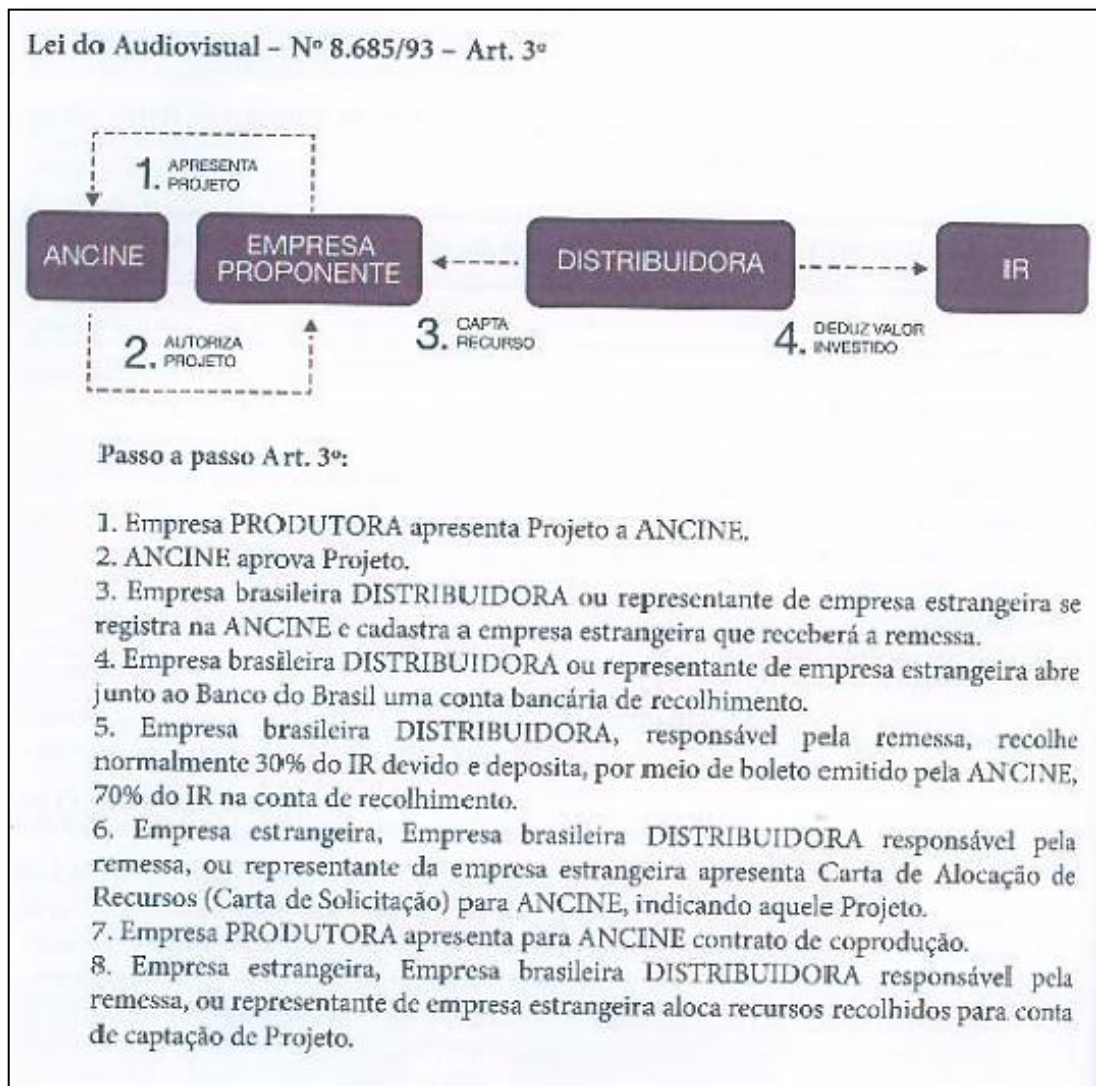 Lei do Audiovisual – Nº 8.685/93 – Art. 3º
1. APRESENTA
PROJETO
ANCINE
EMPRESA
PROPONENTE
DISTRIBUIDORA
IR
2. AUTORIZA
PROJETO
3. CAPTA
RECURSO
4. DEDUZ VALOR
INVESTIDO
Passo a passo Art. 3º:
1. Empresa PRODUTORA apresenta Projeto a ANCINE.
2. ANCINE aprova Projeto.
3. Empresa brasileira DISTRIBUIDORA ou representante de empresa estrangeira se
registra na ANCINE e cadastra a empresa estrangeira que receberá a remessa.
4. Empresa brasileira DISTRIBUIDORA ou representante de empresa estrangeira abre
junto ao Banco do Brasil uma conta bancária de recolhimento.
5. Empresa brasileira DISTRIBUIDORA, responsável pela remessa, recolhe
normalmente 30% do IR devido e deposita, por meio de boleto emitido pela ANCINE,
70% do IR na conta de recolhimento.
6. Empresa estrangeira, Empresa brasileira DISTRIBUIDORA responsável pela
remessa, ou representante da empresa estrangeira apresenta Carta de Alocação de
Recursos (Carta de Solicitação) para ANCINE, indicando aquele Projeto.
7. Empresa PRODUTORA apresenta para ANCINE contrato de coprodução.
8. Empresa estrangeira, Empresa brasileira DISTRIBUIDORA responsável pela
remessa, ou representante de empresa estrangeira aloca recursos recolhidos para conta
de captação de Projeto.